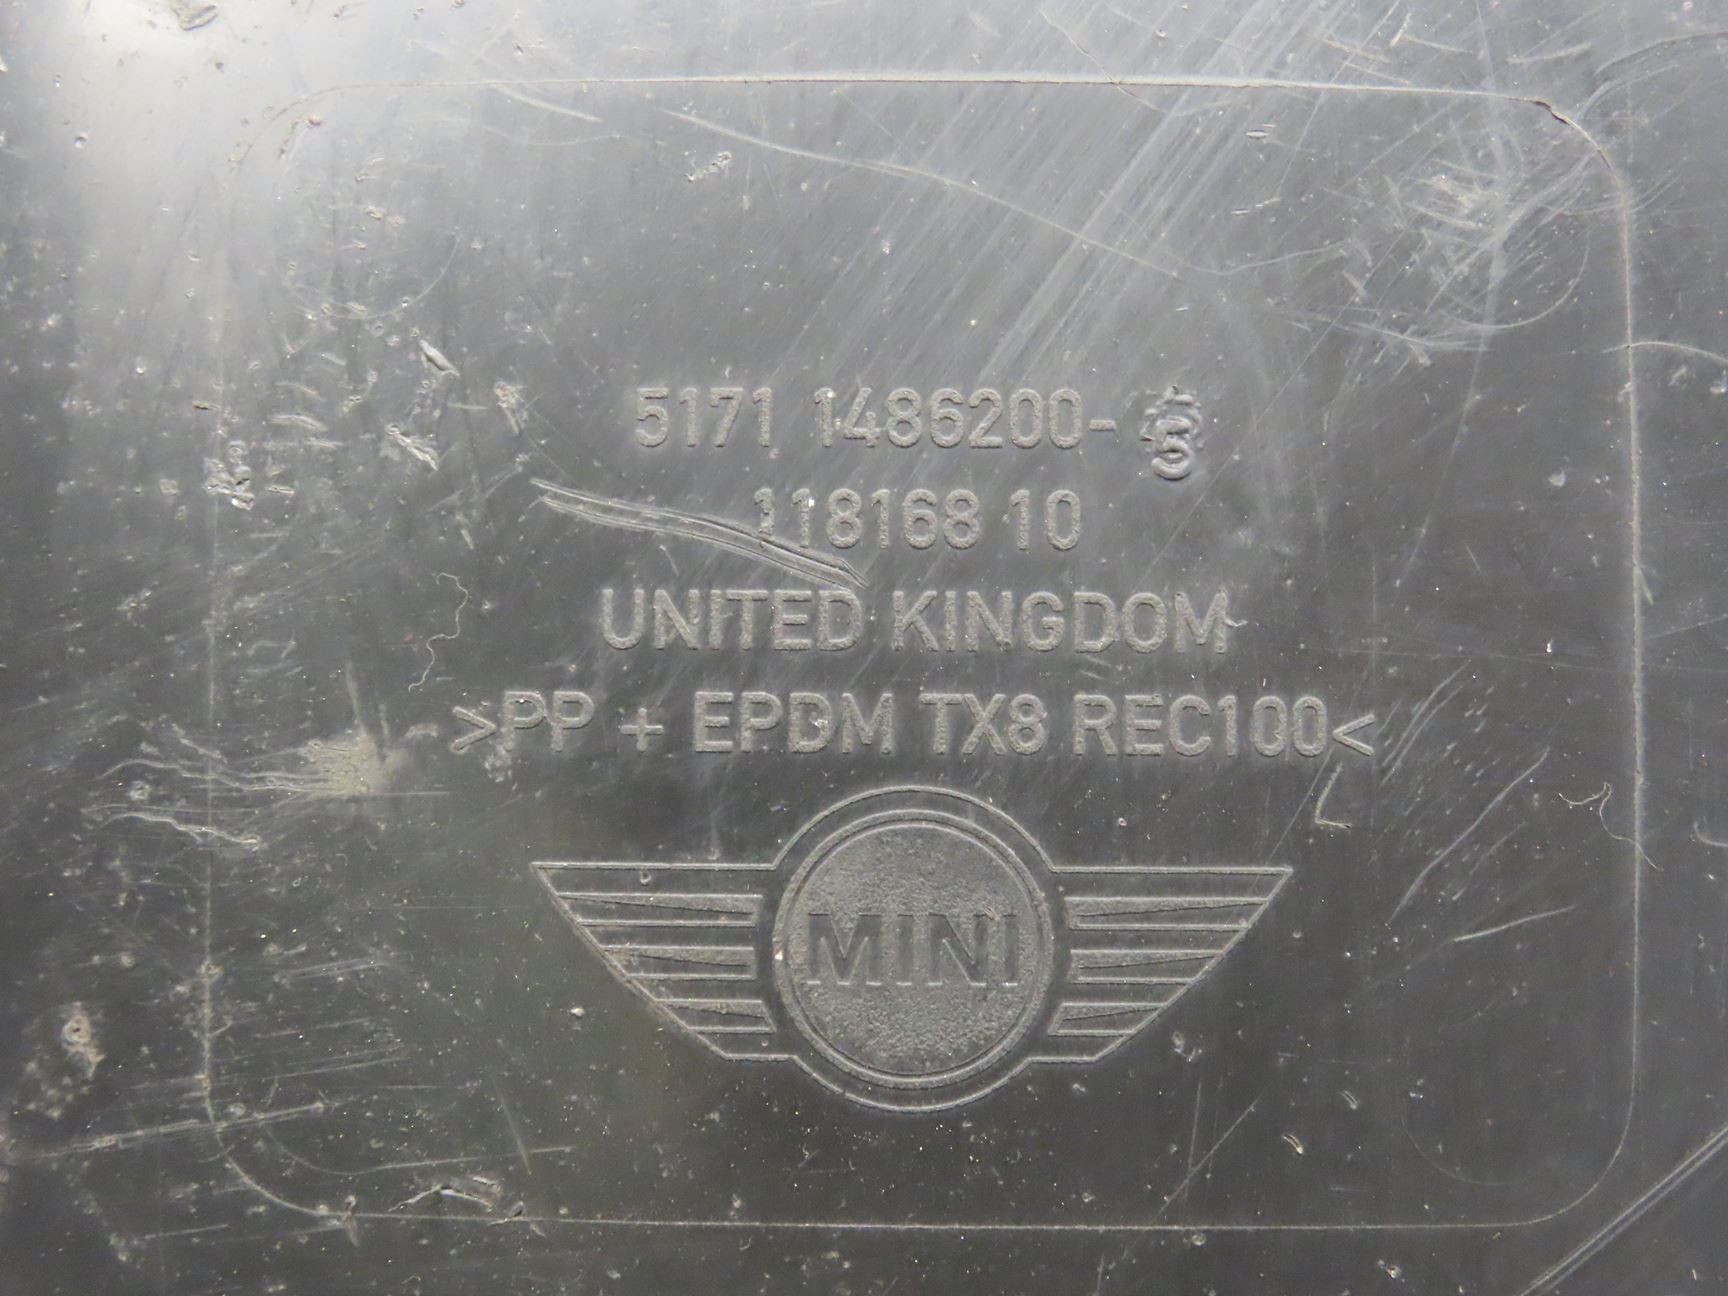 5171 1486200-
118168 10
UNITED KINGDOM
>PP + EPDM TX8 REC100<
MINI